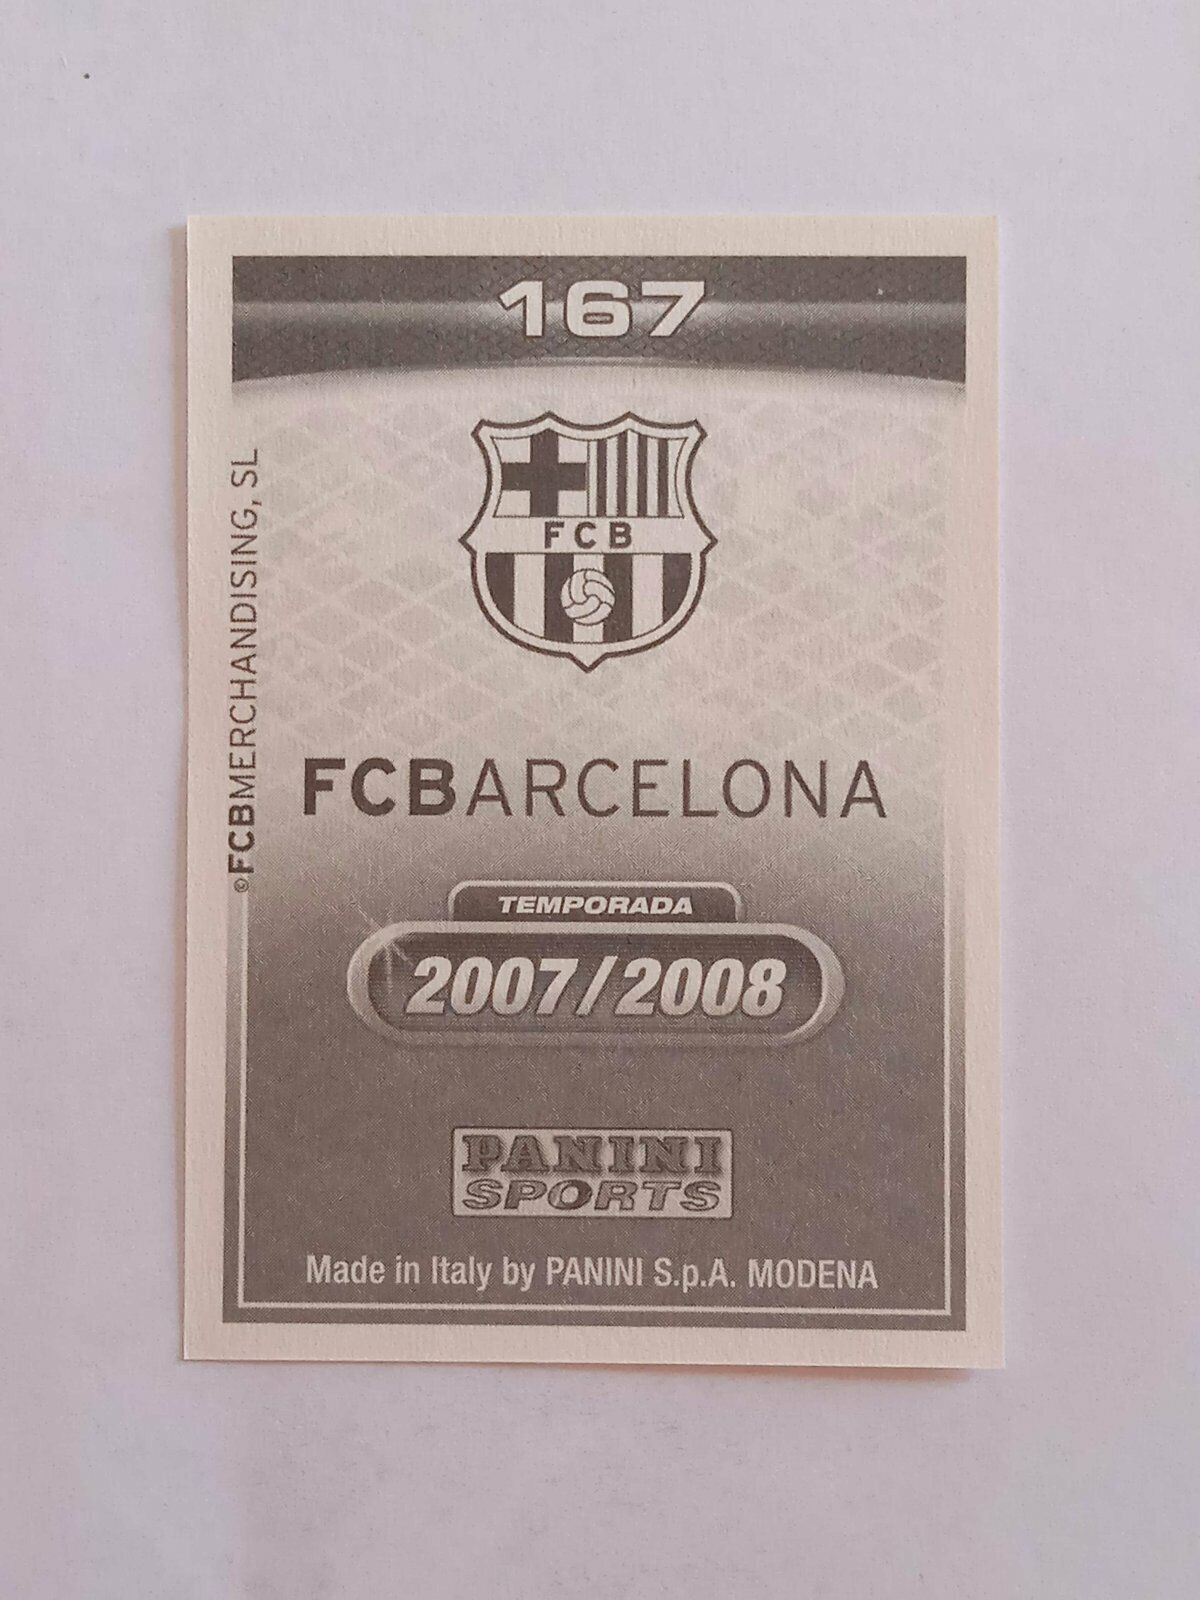 167
FCB
©FCBMERCHANDISING, SL
FCBARCELONA
TEMPORADA
2007/2008
PANINI
SPORTS
Made in Italy by PANINI S.p.A. MODENA